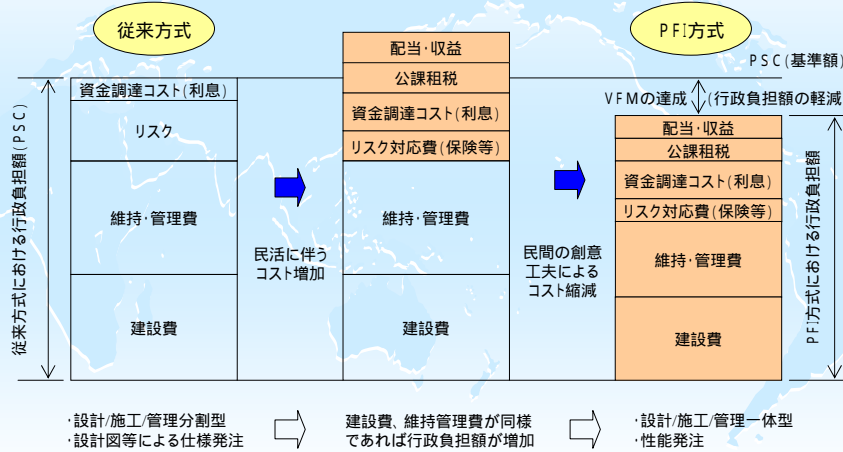 従来方式
PFI方式
PSC(基準額)
VFMの達成
(行政負担額の軽減
従来方式における行政負担額(PSC)
資金調達コスト(利息)
リスク
維持・管理費
建設費
民活に伴う
コスト増加
配当・収益
公課租税
資金調達コスト(利息)
リスク対応費(保険等)
維持・管理費
建設費
民間の創意
工夫による
コスト縮減
配当・収益
公課租税
資金調達コスト(利息)
リスク対応費(保険等)
維持・管理費
建設費
PFI方式における行政負担額
・設計/施工/管理分割型
・設計図等による仕様発注
建設費、維持管理費が同様
であれば行政負担額が増加
・設計/施工/管理一体型
・性能発注